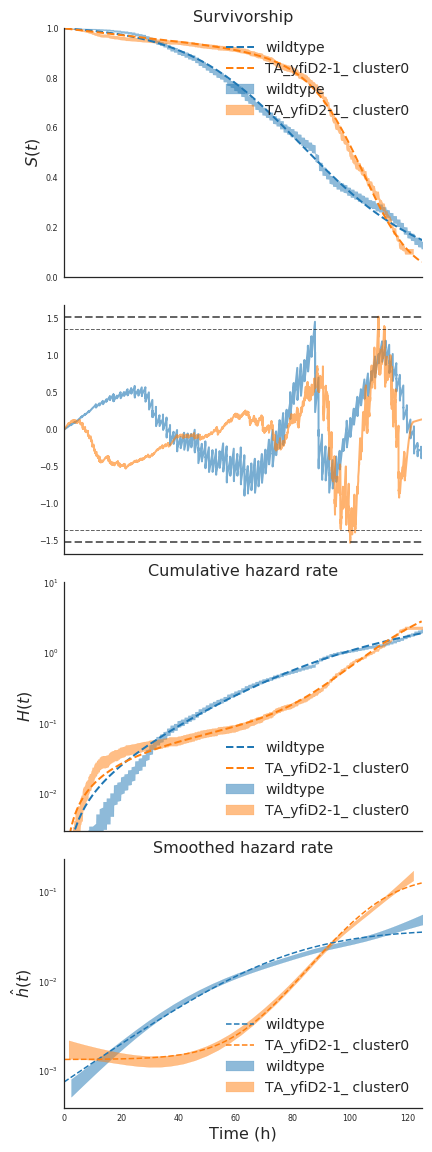 Survivorship
1.0
0.8
0.6
0.4
0.2
0.0
S(t)
wildtype
TA_yfiD2-1_ cluster0
wildtype
TA_yfiD2-1_ cluster0
1.5
1.0
0.5
0.0
−0.5
−1.0
−1.5
Cumulative hazard rate
10¹
10⁰
10⁻¹
10⁻²
H(t)
wildtype
TA_yfiD2-1_ cluster0
wildtype
TA_yfiD2-1_ cluster0
Smoothed hazard rate
10⁻¹
10⁻²
10⁻³
ĥ(t)
wildtype
TA_yfiD2-1_ cluster0
wildtype
TA_yfiD2-1_ cluster0
0 20 40 60 80 100 120
Time (h)